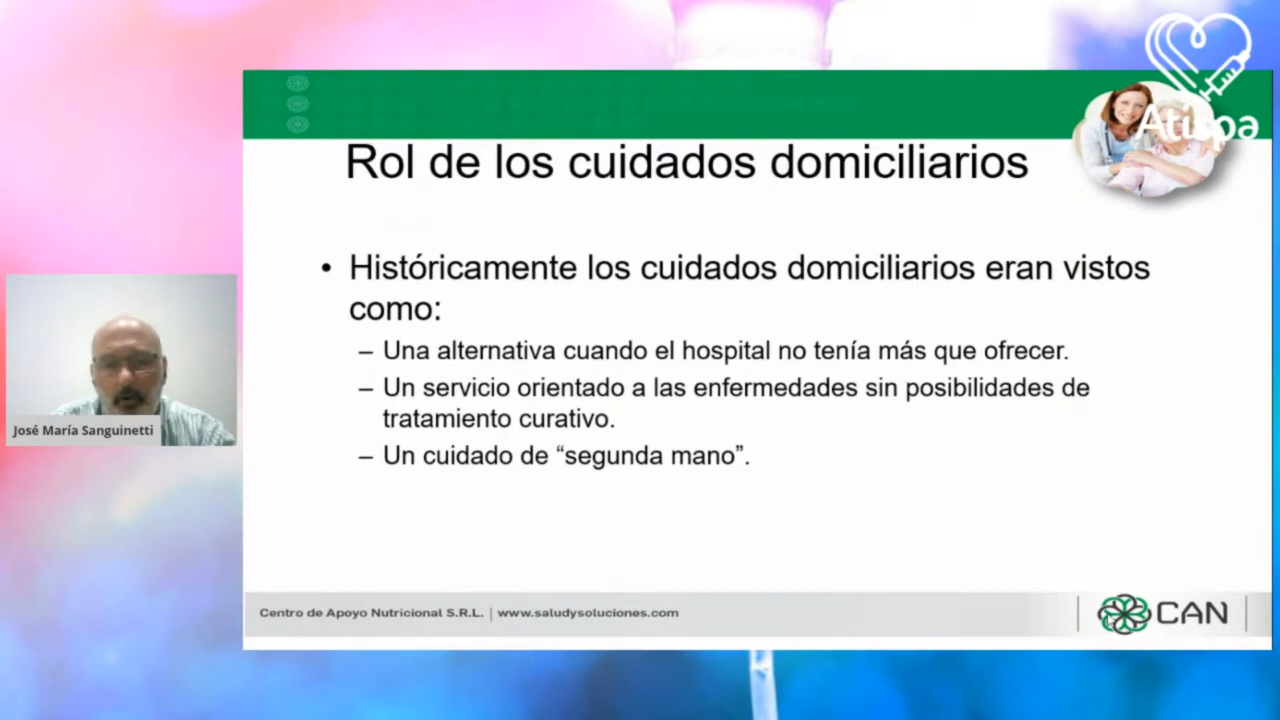 Atispa
Rol de los cuidados domiciliarios
• Históricamente los cuidados domiciliarios eran vistos
como:
– Una alternativa cuando el hospital no tenía más que ofrecer.
– Un servicio orientado a las enfermedades sin posibilidades de
tratamiento curativo.
– Un cuidado de “segunda mano”.
José María Sanguinetti
Centro de Apoyo Nutricional S.R.L. | www.saludysoluciones.com
CAN